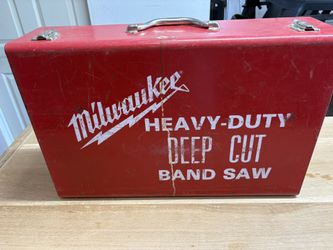 Milwaukee
HEAVY-DUTY
DEEP CUT
BAND SAW